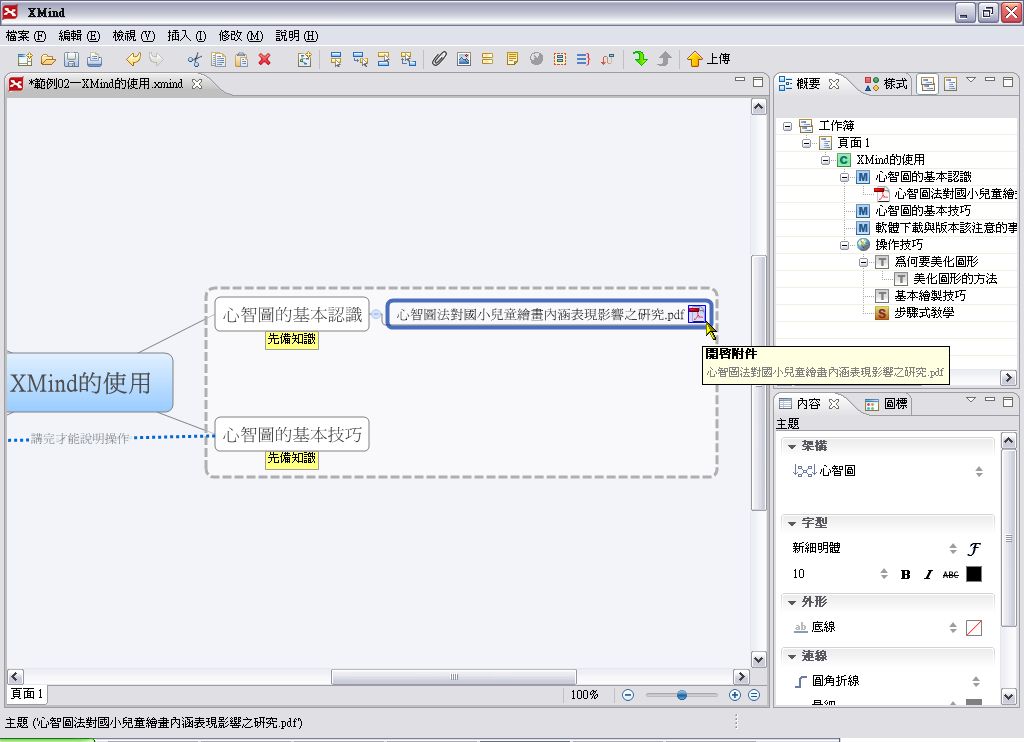 XMind
檔案 (F) 編輯 (E) 檢視 (V) 插入 (I) 修改 (M) 說明 (H)
上傳
*範例02一XMind的使用.xmind
概要
樣式
工作簿
頁面 1
C XMind的使用
M 心智圖的基本認識
心智圖法對國小兒童繪
M 心智圖的基本技巧
M 軟體下載與版本該注意的事
操作技巧
T 為何要美化圖形
T 美化圖形的方法
T 基本繪製技巧
S 步驟式教學
心智圖的基本認識
心智圖法對國小兒童繪畫內涵表現影響之研究.pdf
先備知識
開啓附件
心智圖法對國小兒童繪畫內涵表現影響之研究.pdf
XMind的使用
講完才能說明操作
心智圖的基本技巧
先備知識
內容
圖標
主題
架構
心智圖
字型
新細明體
10
B I ABC
外形
ab 底線
連線
圓角折線
頁面 1
100%
主題 ('心智圖法對國小兒童繪畫內涵表現影響之研究.pdf')